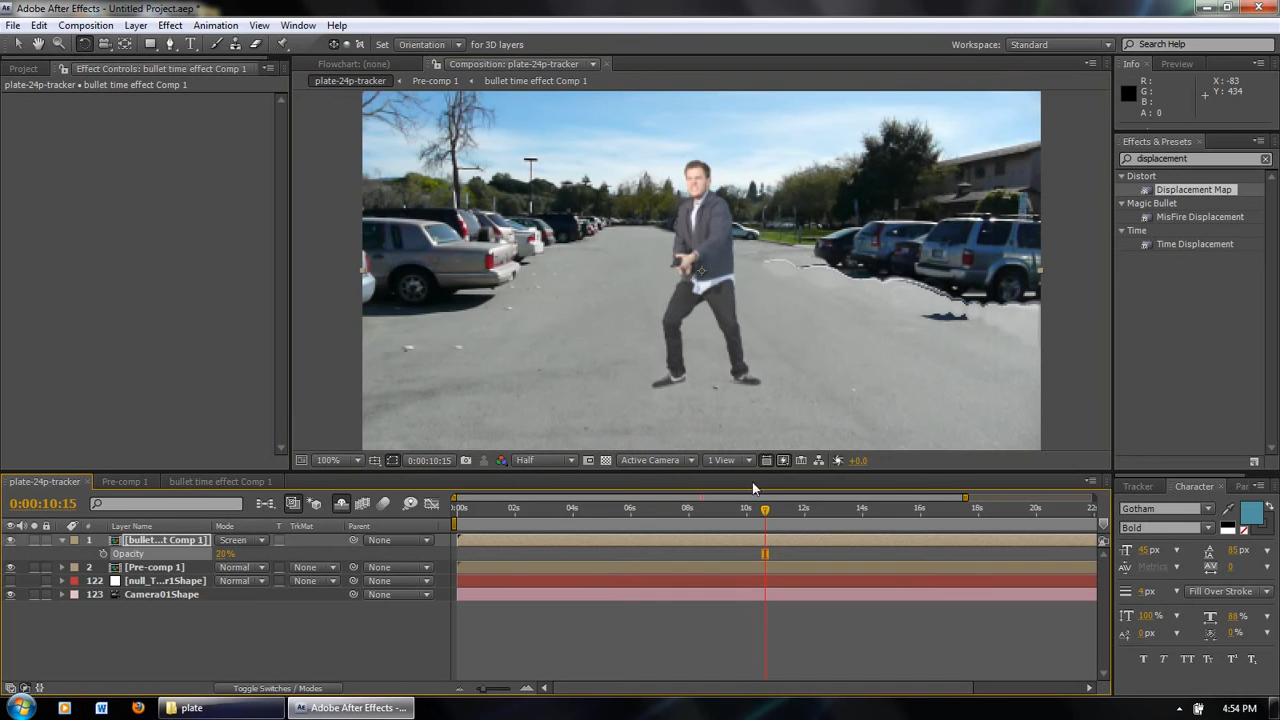 Adobe After Effects - Untitled Project.aep *
File Edit Composition Layer Effect Animation View Window Help
Set Orientation for 3D layers Workspace: Standard Search Help
Project Effect Controls: bullet time effect Comp 1 Flowchart: (none) Composition: plate-24p-tracker Info Preview
plate-24p-tracker • bullet time effect Comp 1 plate-24p-tracker Pre-comp 1 bullet time effect Comp 1
R: X: -83
G: Y: 434
B:
A: 0
Effects & Presets
displacement
Distort
Displacement Map
Magic Bullet
MisFire Displacement
Time
Time Displacement
100% 0:00:10:15 Half Active Camera 1 View +0.0
plate-24p-tracker Pre-comp 1 bullet time effect Comp 1 Tracker Character Par
0:00:10:15
:00s 02s 04s 06s 08s 10s 12s 14s 16s 18s 20s 22s
# Layer Name Mode T TrkMat Parent
1 [bullet...t Comp 1] Screen None
Opacity 20%
2 [Pre-comp 1] Normal None None
122 [null_T...r1Shape] Normal None None
123 Camera01Shape None
Toggle Switches / Modes
Gotham
Bold
45 px 85 px
Metrics 0
4 px Fill Over Stroke
100 % 88 %
0 px 0 %
T T TT Tr T¹ T₁
plate Adobe After Effects -... 4:54 PM